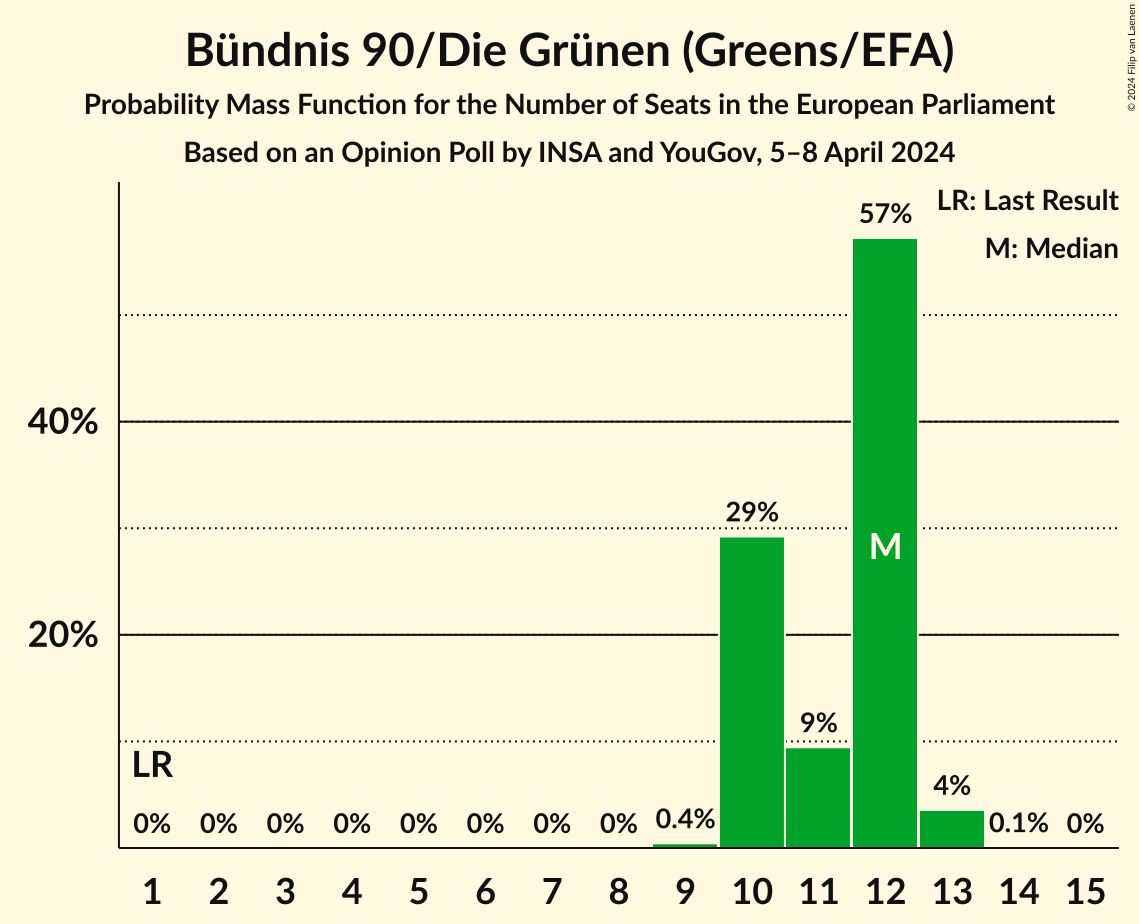 Bündnis 90/Die Grünen (Greens/EFA)
Probability Mass Function for the Number of Seats in the European Parliament
Based on an Opinion Poll by INSA and YouGov, 5–8 April 2024
© 2024 Filip van Laenen
LR: Last Result
M: Median
57%
40%
29%
M
20%
9%
LR
4%
0% 0% 0% 0% 0% 0% 0% 0% 0.4% 0.1% 0%
1 2 3 4 5 6 7 8 9 10 11 12 13 14 15